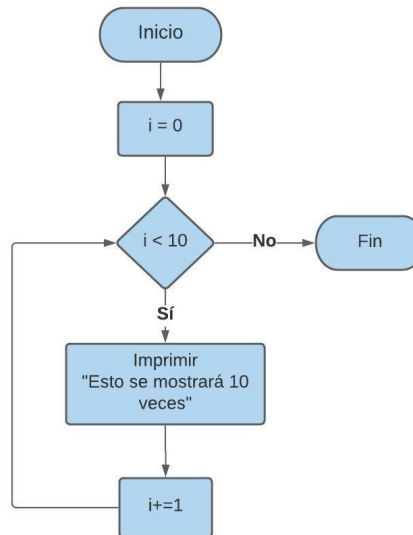 Inicio
i = 0
i < 10
No
Fin
Sí
Imprimir
"Esto se mostrará 10
veces"
i+=1